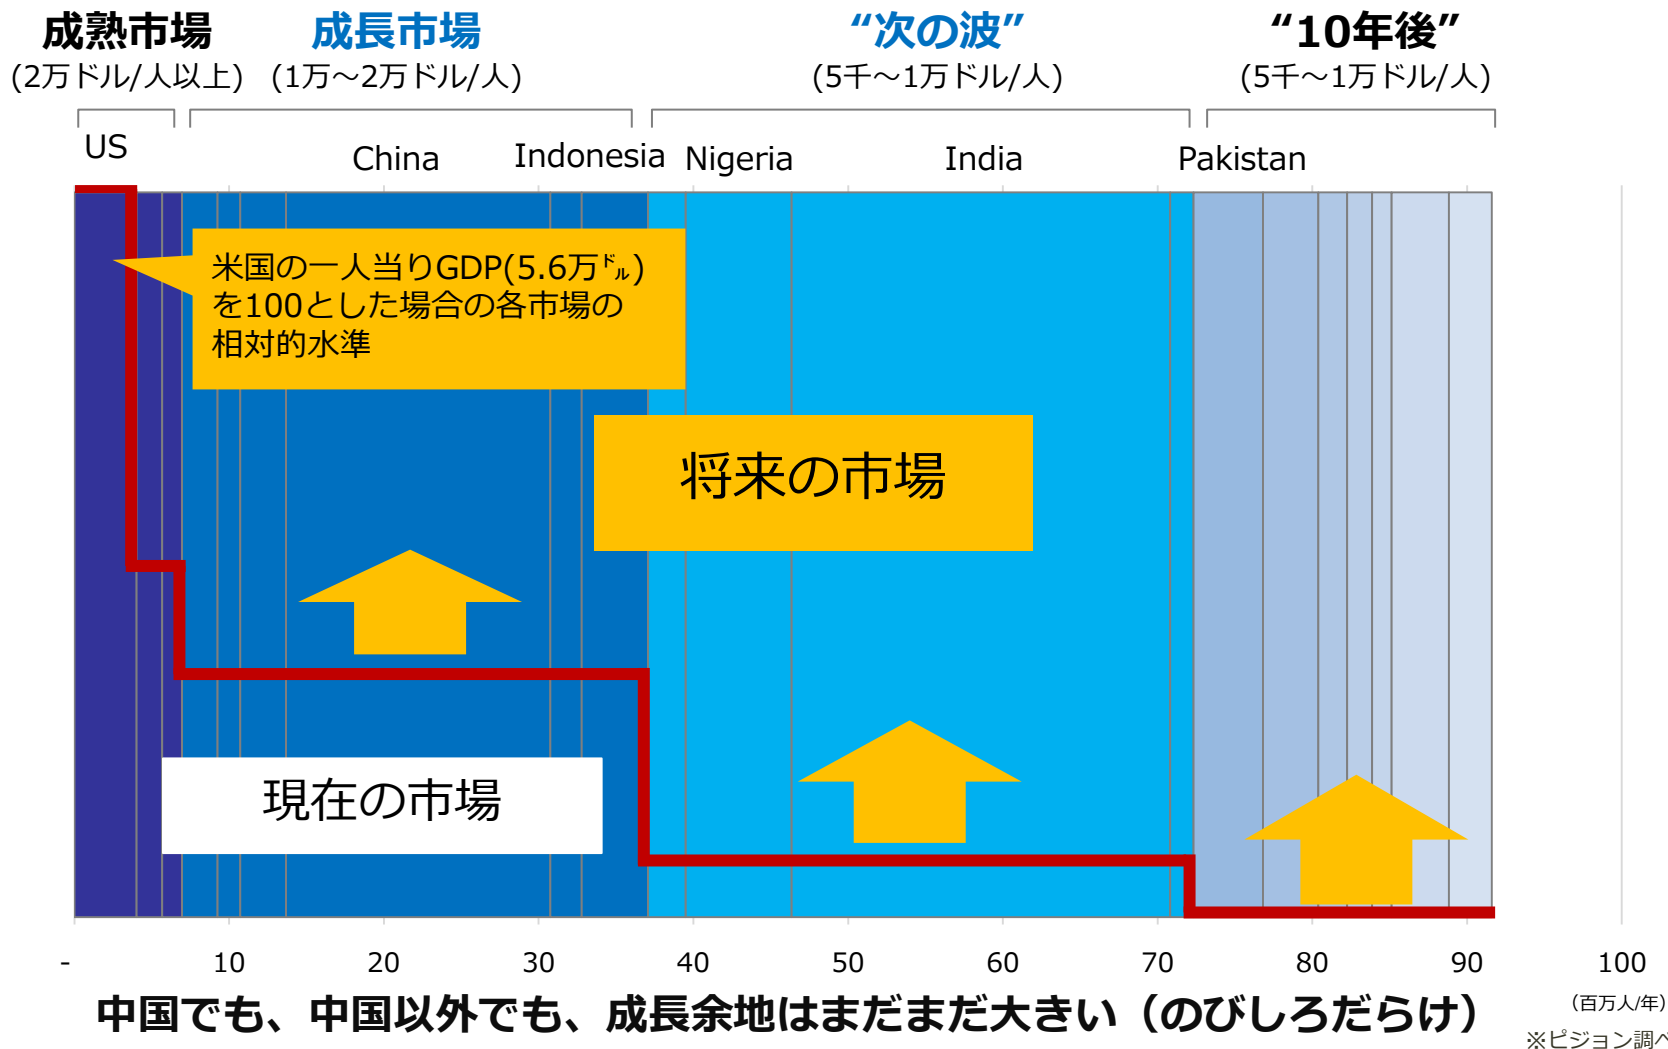 成熟市場
(2万ドル/人以上)
成長市場
(1万～2万ドル/人)
“次の波”
(5千～1万ドル/人)
“10年後”
(5千～1万ドル/人)
US
China
Indonesia
Nigeria
India
Pakistan
米国の一人当りGDP(5.6万㌦)
を100とした場合の各市場の
相対的水準
将来の市場
現在の市場
- 10 20 30 40 50 60 70 80 90 100
(百万人/年)
中国でも、中国以外でも、成長余地はまだまだ大きい（のびしろだらけ）
※ピジョン調べ